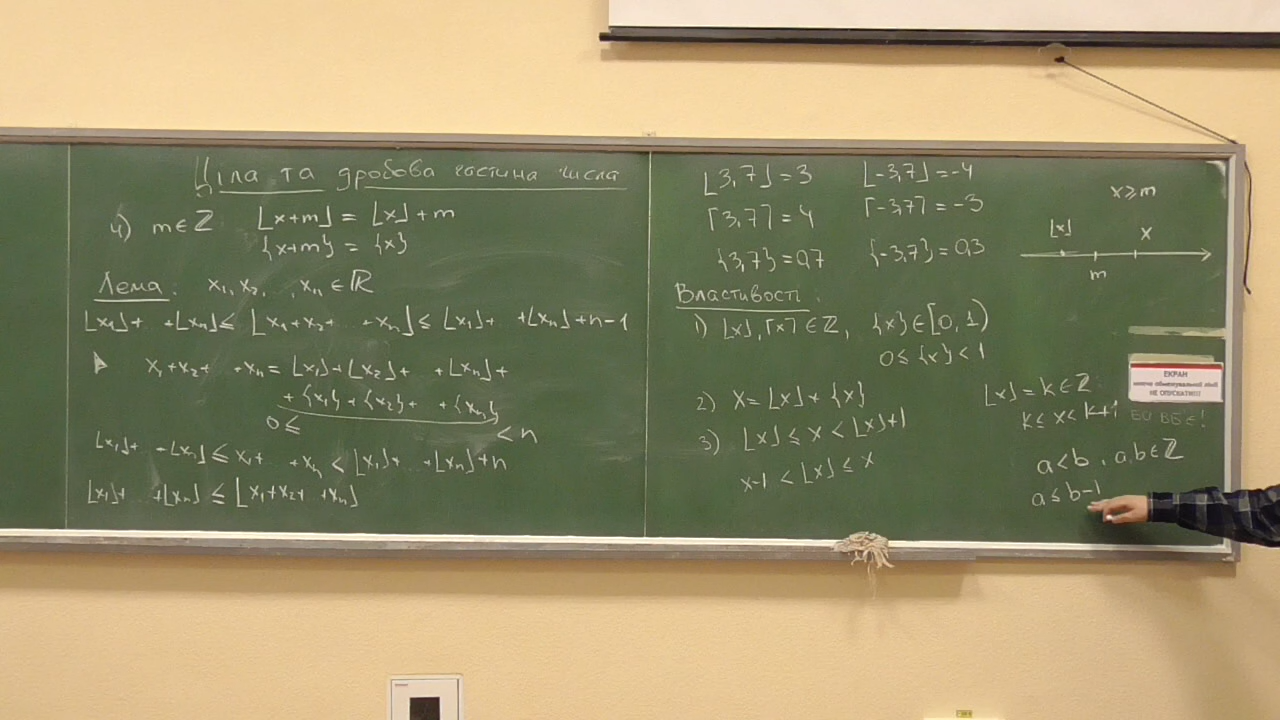 Ціла та дробова частина числа
4) m∈ℤ ⌊x+m⌋ = ⌊x⌋+m
{x+m} = {x}
Лема: x₁, x₂, , xₙ ∈ ℝ
⌊x₁⌋+ +⌊xₙ⌋ ≤ ⌊x₁+x₂+ +xₙ⌋ ≤ ⌊x₁⌋+ +⌊xₙ⌋+n-1
x₁+x₂+ +xₙ = ⌊x₁⌋+⌊x₂⌋+ +⌊xₙ⌋+
+{x₁}+{x₂}+ +{xₙ}
0≤ <n
⌊x₁⌋+ +⌊xₙ⌋ ≤ x₁+ +xₙ < ⌊x₁⌋+ +⌊xₙ⌋+n
⌊x₁⌋+ +⌊xₙ⌋ ≤ ⌊x₁+x₂+ +xₙ⌋
⌊3,7⌋=3 ⌊-3,7⌋=-4
⌈3,7⌉=4 ⌈-3,7⌉=-3
{3,7}=0,7 {-3,7}=0,3
x≥m
⌊x⌋ x
m
Властивості:
1) ⌊x⌋,⌈x⌉∈ℤ, {x}∈[0,1)
0≤{x}<1
2) x=⌊x⌋+{x}
3) ⌊x⌋≤x<⌊x⌋+1
x-1<⌊x⌋≤x
⌊x⌋=k∈ℤ
k≤x<k+1
a<b, a,b∈ℤ
a≤b-1
ЕКРАН
НЕ ОПУСКАТИ!!!